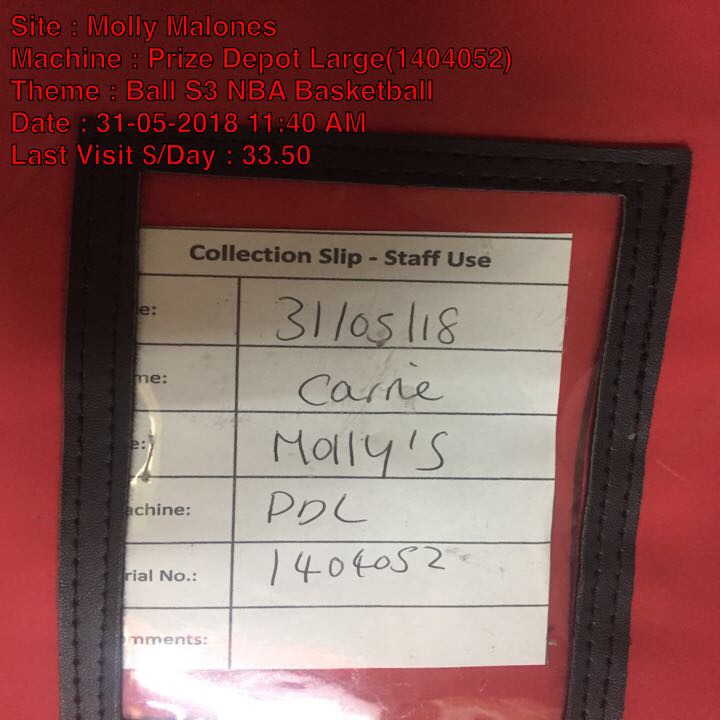 Site : Molly Malones
Machine : Prize Depot Large(1404052)
Theme : Ball S3 NBA Basketball
Date : 31-05-2018 11:40 AM
Last Visit S/Day : 33.50
Collection Slip - Staff Use
e: 31/05/18
me: Carrie
e: Molly's
achine: PDL
rial No.: 1404052
mments: